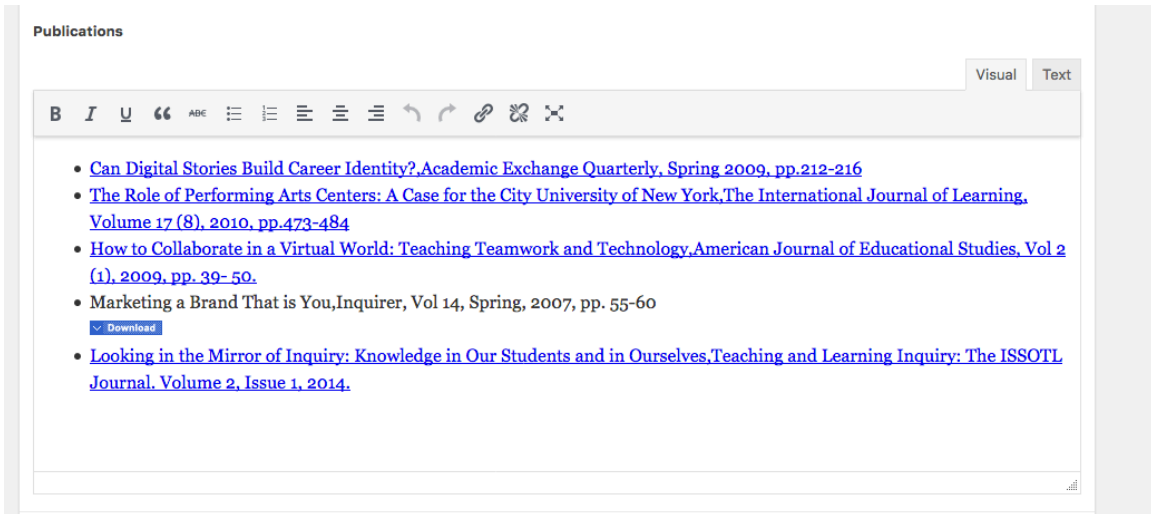 Publications
Visual Text
B I U ABE
Can Digital Stories Build Career Identity?,Academic Exchange Quarterly, Spring 2009, pp.212-216
The Role of Performing Arts Centers: A Case for the City University of New York,The International Journal of Learning,
Volume 17 (8), 2010, pp.473-484
How to Collaborate in a Virtual World: Teaching Teamwork and Technology,American Journal of Educational Studies, Vol 2
(1), 2009, pp. 39- 50.
Marketing a Brand That is You,Inquirer, Vol 14, Spring, 2007, pp. 55-60
Download
Looking in the Mirror of Inquiry: Knowledge in Our Students and in Ourselves,Teaching and Learning Inquiry: The ISSOTL
Journal. Volume 2, Issue 1, 2014.